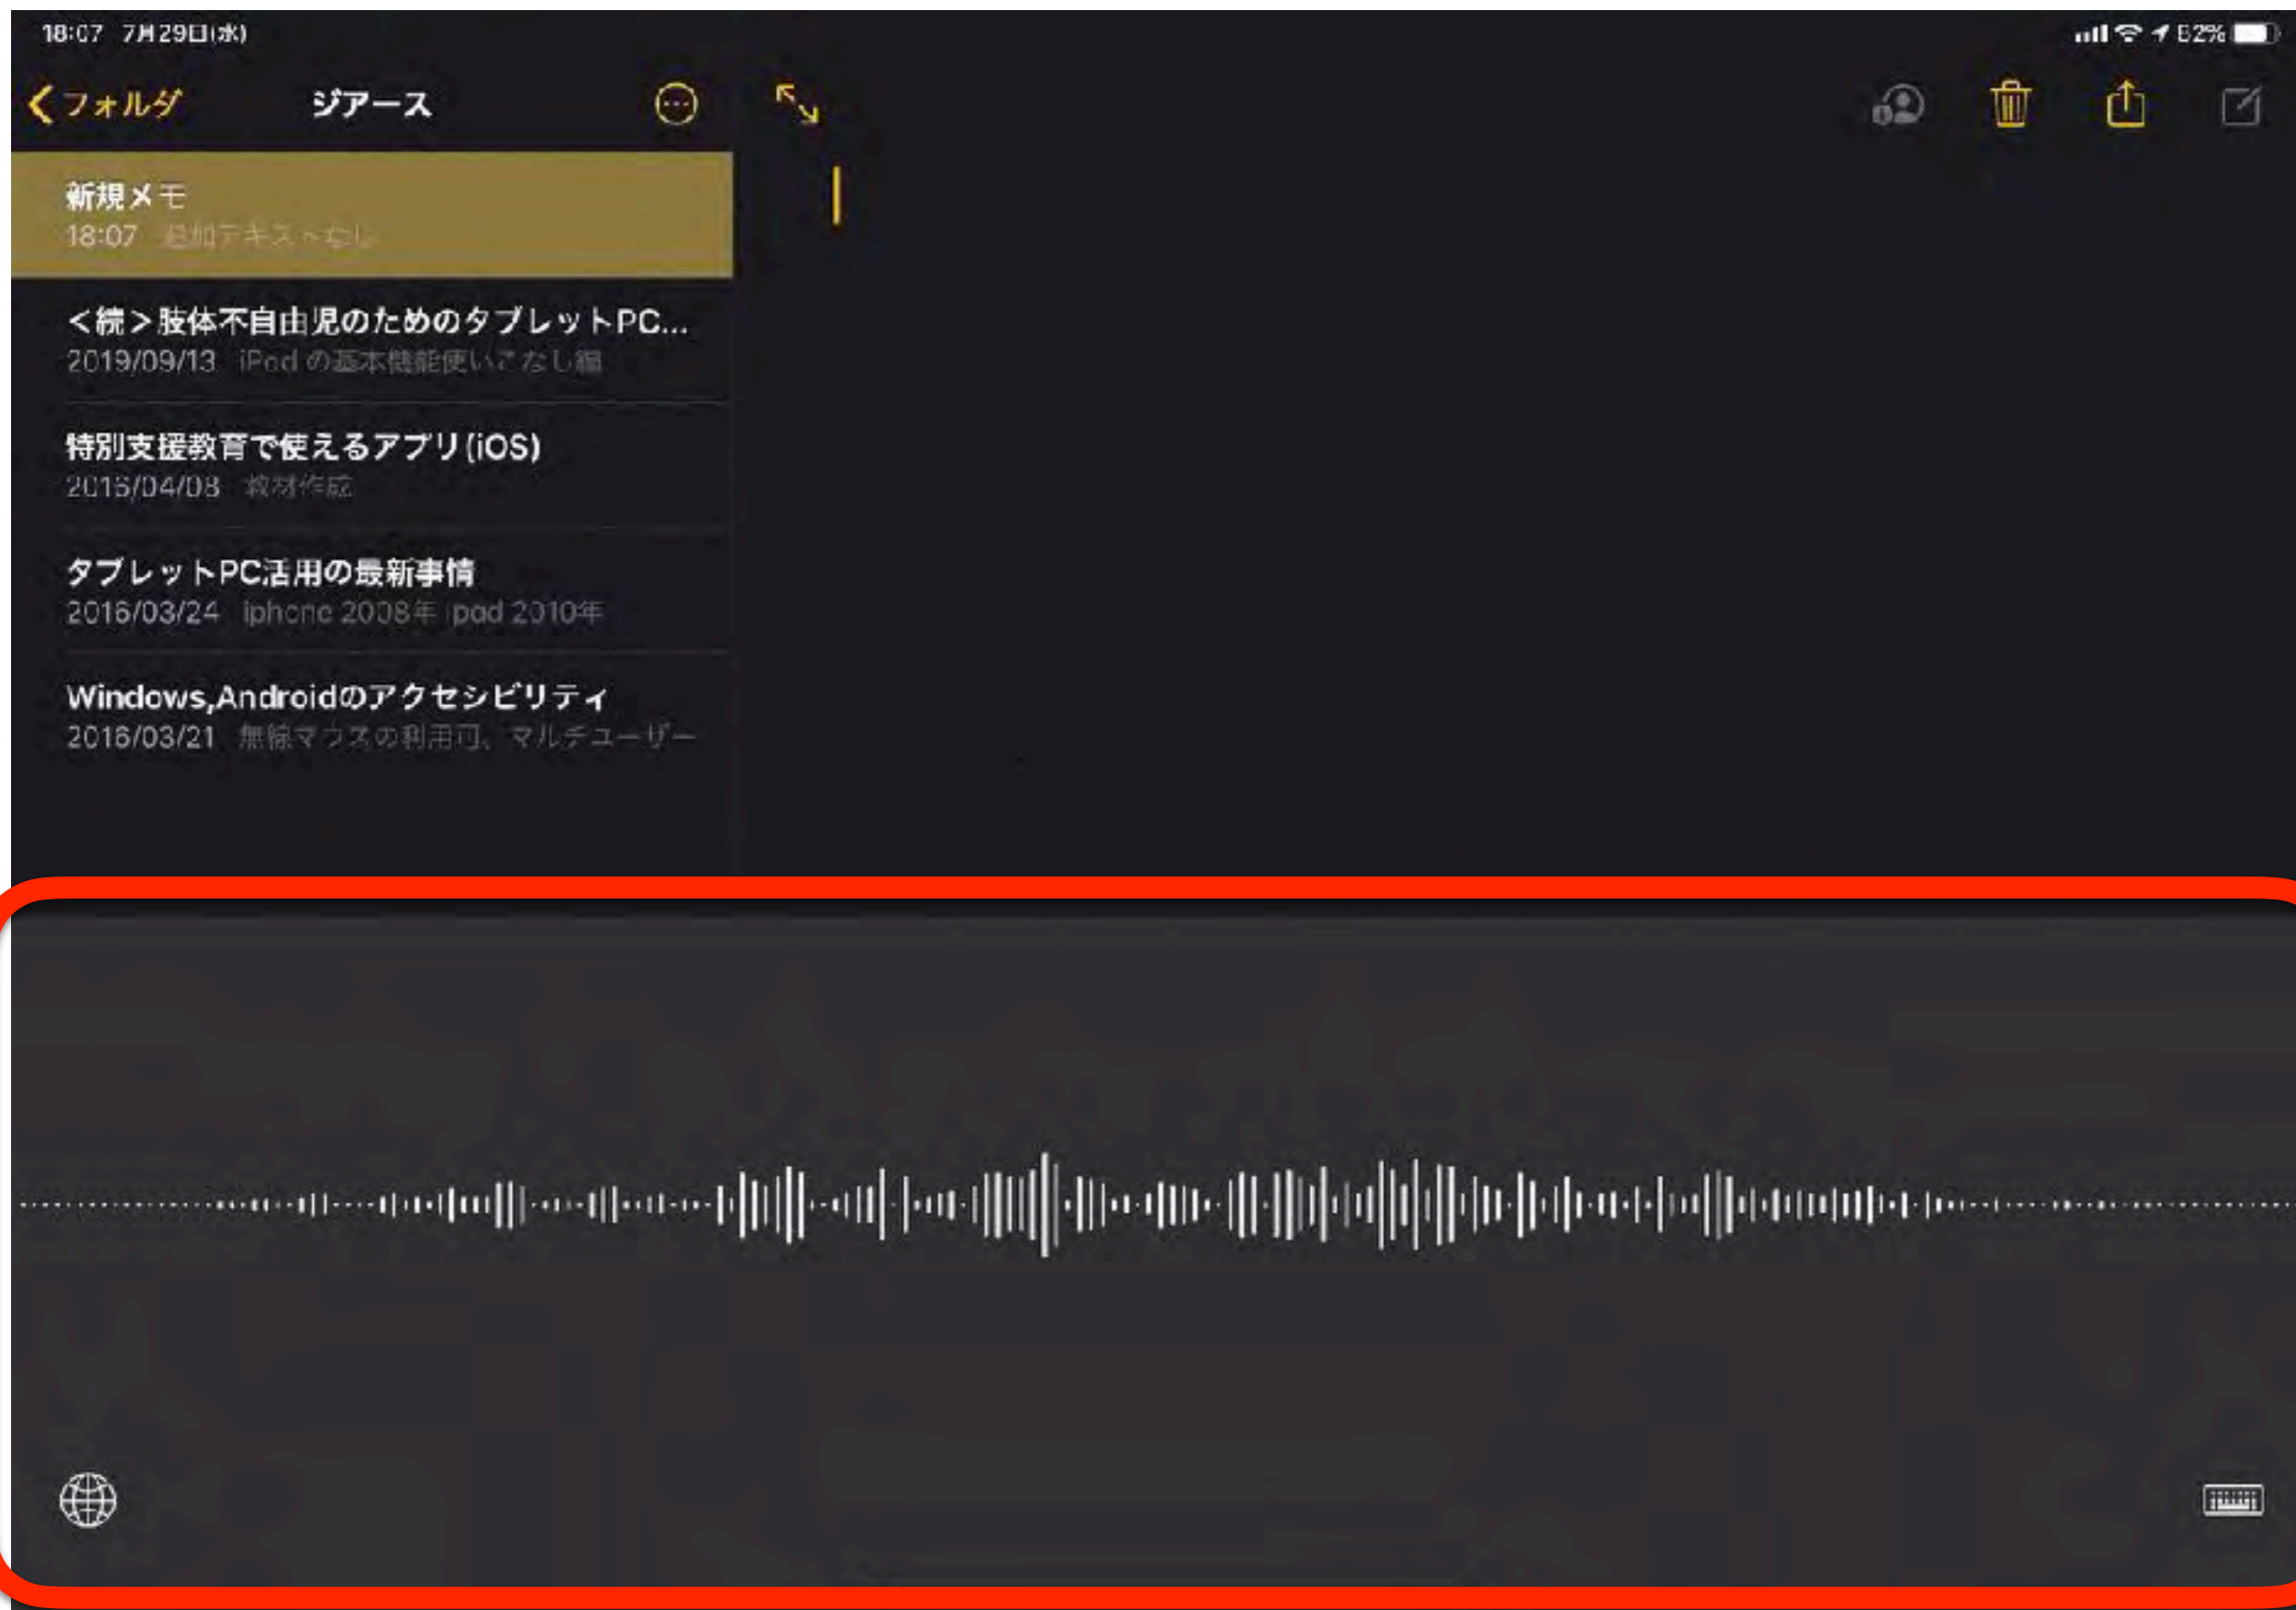 18:07 7月29日(水)
82%
フォルダ
ジアース
新規メモ
18:07 追加テキストなし
<続>肢体不自由児のためのタブレットPC...
2019/09/13 iPadの基本機能使いこなし編
特別支援教育で使えるアプリ(iOS)
2016/04/08 教材作成
タブレットPC活用の最新事情
2016/03/24 iphone 2008年 ipad 2010年
Windows,Androidのアクセシビリティ
2016/03/21 無線マウスの利用可、マルチユーザー